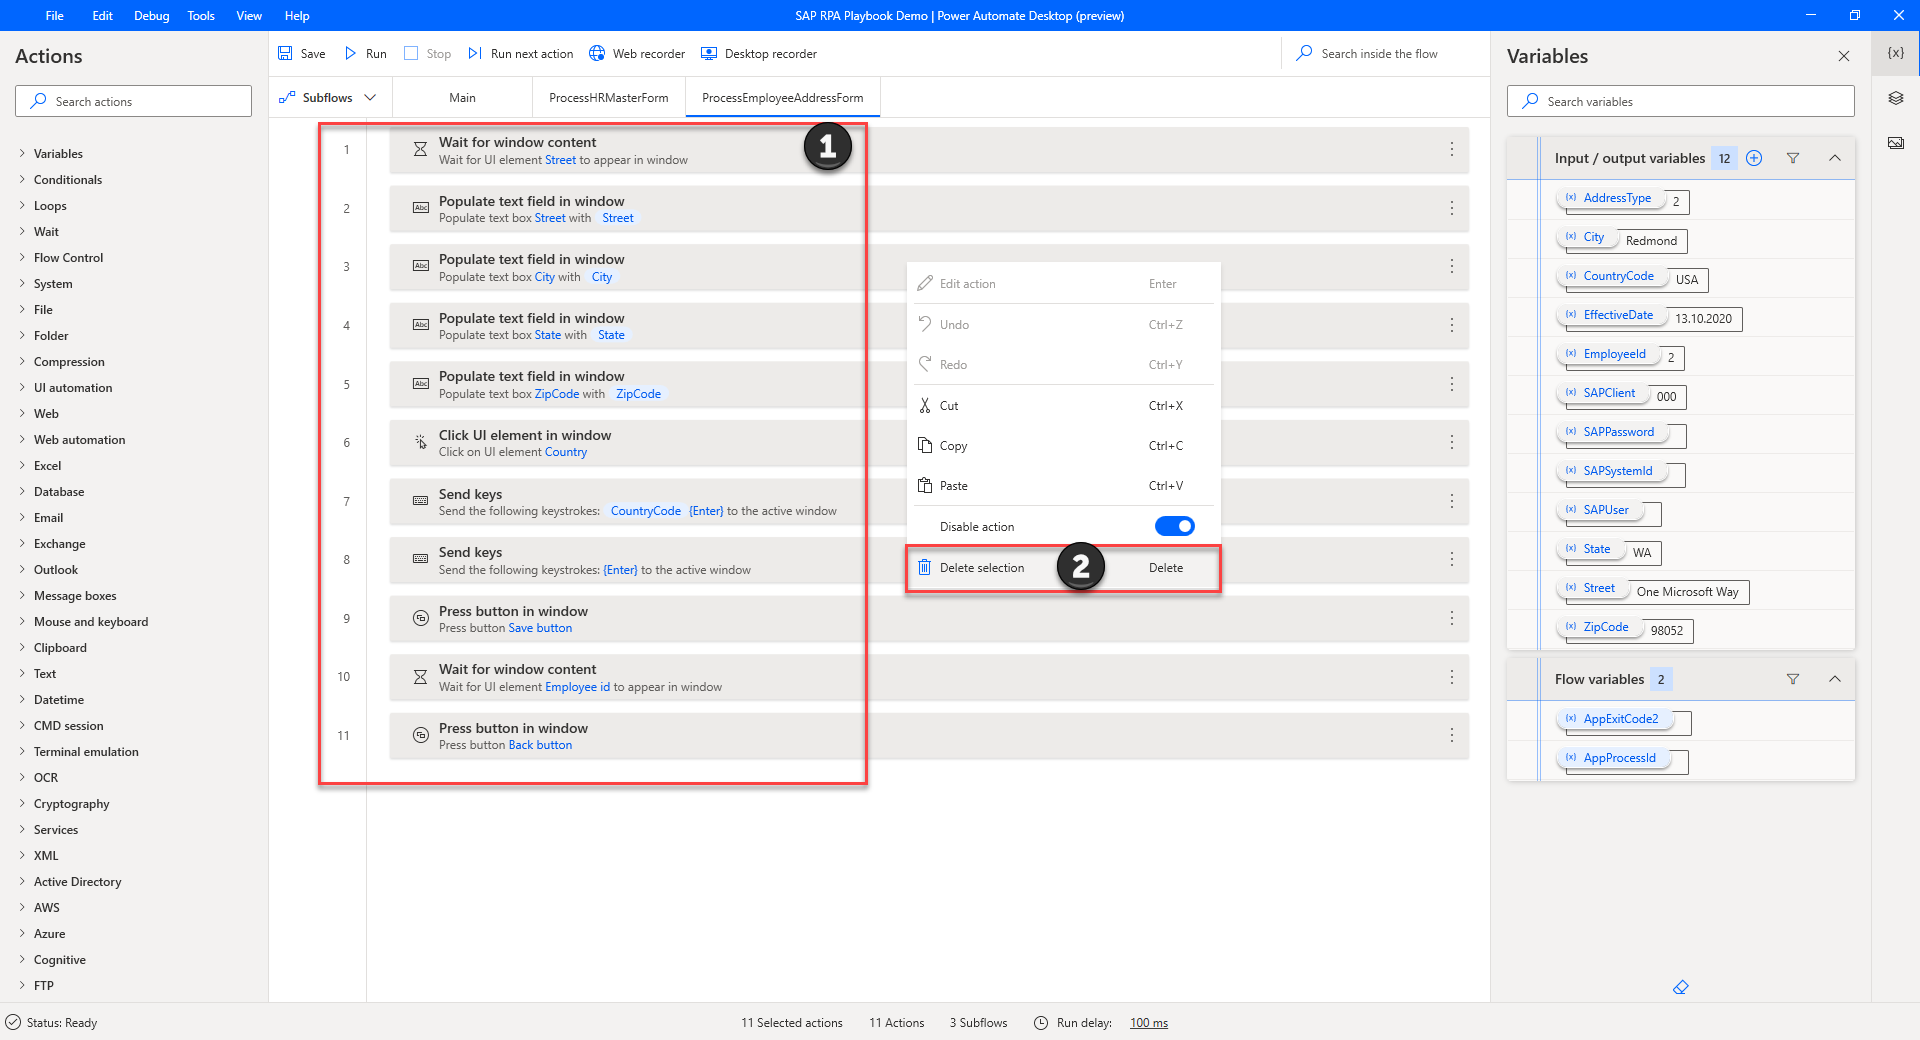 File Edit Debug Tools View Help
SAP RPA Playbook Demo | Power Automate Desktop (preview)
Actions
Search actions
Variables
Conditionals
Loops
Wait
Flow Control
System
File
Folder
Compression
UI automation
Web
Web automation
Excel
Database
Email
Exchange
Outlook
Message boxes
Mouse and keyboard
Clipboard
Text
Datetime
CMD session
Terminal emulation
OCR
Cryptography
Services
XML
Active Directory
AWS
Azure
Cognitive
FTP
Save Run Stop Run next action Web recorder Desktop recorder Search inside the flow
Subflows Main ProcessHRMasterForm ProcessEmployeeAddressForm
1
1 Wait for window content
Wait for UI element Street to appear in window
2 Populate text field in window
Populate text box Street with Street
3 Populate text field in window
Populate text box City with City
4 Populate text field in window
Populate text box State with State
5 Populate text field in window
Populate text box ZipCode with ZipCode
6 Click UI element in window
Click on UI element Country
7 Send keys
Send the following keystrokes: CountryCode {Enter} to the active window
8 Send keys
Send the following keystrokes: {Enter} to the active window
9 Press button in window
Press button Save button
10 Wait for window content
Wait for UI element Employee id to appear in window
11 Press button in window
Press button Back button
Edit action Enter
Undo Ctrl+Z
Redo Ctrl+Y
Cut Ctrl+X
Copy Ctrl+C
Paste Ctrl+V
Disable action
Delete selection 2 Delete
Variables
{x}
Search variables
Input / output variables 12
(x) AddressType 2
(x) City Redmond
(x) CountryCode USA
(x) EffectiveDate 13.10.2020
(x) EmployeeId 2
(x) SAPClient 000
(x) SAPPassword
(x) SAPSystemId
(x) SAPUser
(x) State WA
(x) Street One Microsoft Way
(x) ZipCode 98052
Flow variables 2
(x) AppExitCode2
(x) AppProcessId
Status: Ready 11 Selected actions 11 Actions 3 Subflows Run delay: 100 ms